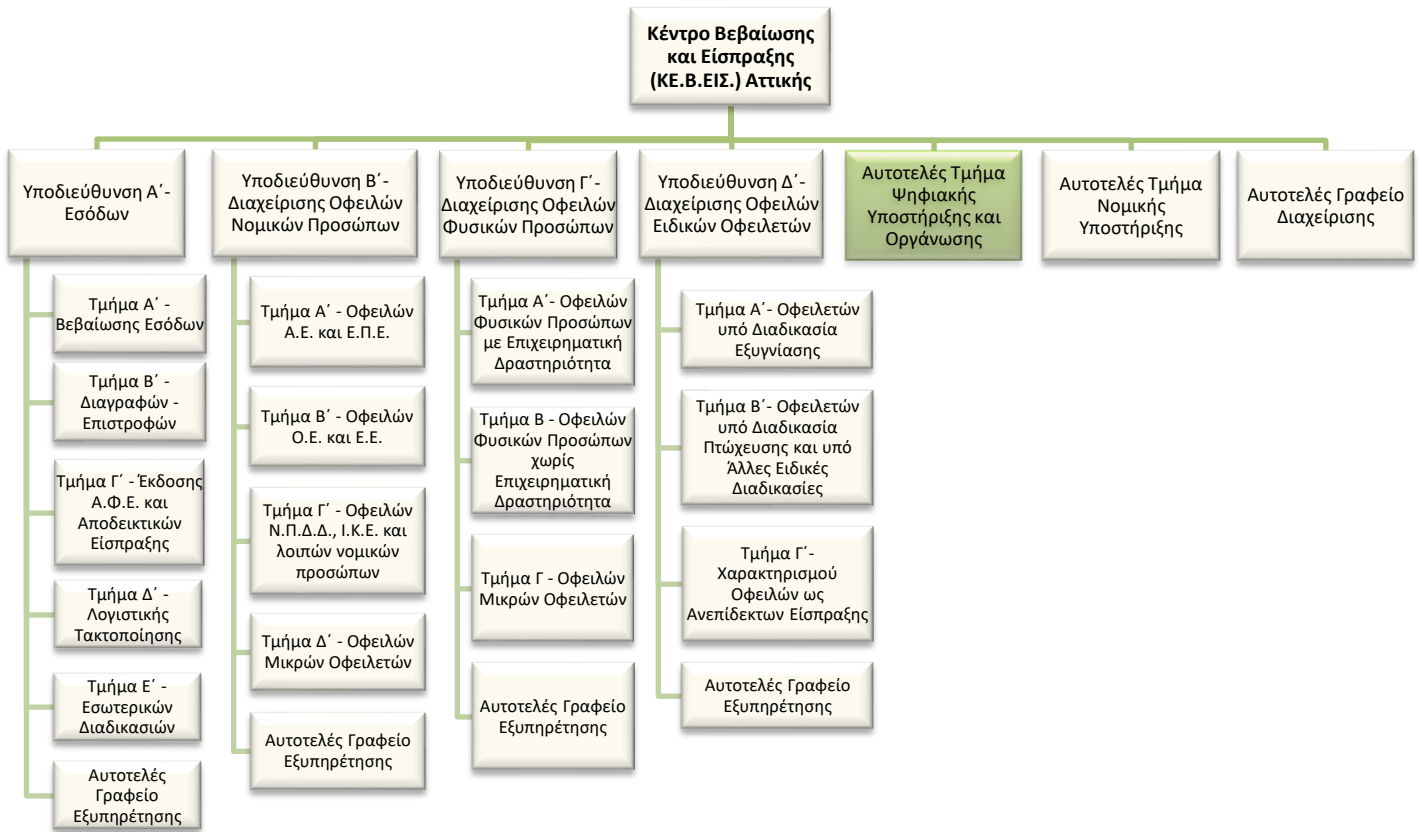 Κέντρο Βεβαίωσης
και Είσπραξης
(ΚΕ.Β.ΕΙΣ.) Αττικής
Υποδιεύθυνση Α΄-
Εσόδων
Τμήμα Α΄ -
Βεβαίωσης Εσόδων
Τμήμα Β΄ -
Διαγραφών -
Επιστροφών
Τμήμα Γ΄ - Έκδοσης
Α.Φ.Ε. και
Αποδεικτικών
Είσπραξης
Τμήμα Δ΄ -
Λογιστικής
Τακτοποίησης
Τμήμα Ε΄ -
Εσωτερικών
Διαδικασιών
Αυτοτελές
Γραφείο
Εξυπηρέτησης
Υποδιεύθυνση Β΄-
Διαχείρισης Οφειλών
Νομικών Προσώπων
Τμήμα Α΄ - Οφειλών
Α.Ε. και Ε.Π.Ε.
Τμήμα Β΄ - Οφειλών
Ο.Ε. και Ε.Ε.
Τμήμα Γ΄ - Οφειλών
Ν.Π.Δ.Δ., Ι.Κ.Ε. και
λοιπών νομικών
προσώπων
Τμήμα Δ΄ - Οφειλών
Μικρών Οφειλετών
Αυτοτελές Γραφείο
Εξυπηρέτησης
Υποδιεύθυνση Γ΄-
Διαχείρισης Οφειλών
Φυσικών Προσώπων
Τμήμα Α΄- Οφειλών
Φυσικών Προσώπων
με Επιχειρηματική
Δραστηριότητα
Τμήμα Β - Οφειλών
Φυσικών Προσώπων
χωρίς
Επιχειρηματική
Δραστηριότητα
Τμήμα Γ - Οφειλών
Μικρών Οφειλετών
Αυτοτελές Γραφείο
Εξυπηρέτησης
Υποδιεύθυνση Δ΄-
Διαχείρισης Οφειλών
Ειδικών Οφειλετών
Τμήμα Α΄- Οφειλετών
υπό Διαδικασία
Εξυγνίασης
Τμήμα Β΄- Οφειλετών
υπό Διαδικασία
Πτώχευσης και υπό
Άλλες Ειδικές
Διαδικασίες
Τμήμα Γ΄-
Χαρακτηρισμού
Οφειλών ως
Ανεπίδεκτων Είσπραξης
Αυτοτελές Γραφείο
Εξυπηρέτησης
Αυτοτελές Τμήμα
Ψηφιακής
Υποστήριξης και
Οργάνωσης
Αυτοτελές Τμήμα
Νομικής
Υποστήριξης
Αυτοτελές Γραφείο
Διαχείρισης